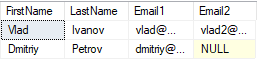 FirstName LastName Email1 Email2
Vlad Ivanov vlad@... vlad2@...
Dmitriy Petrov dmitriy@... NULL